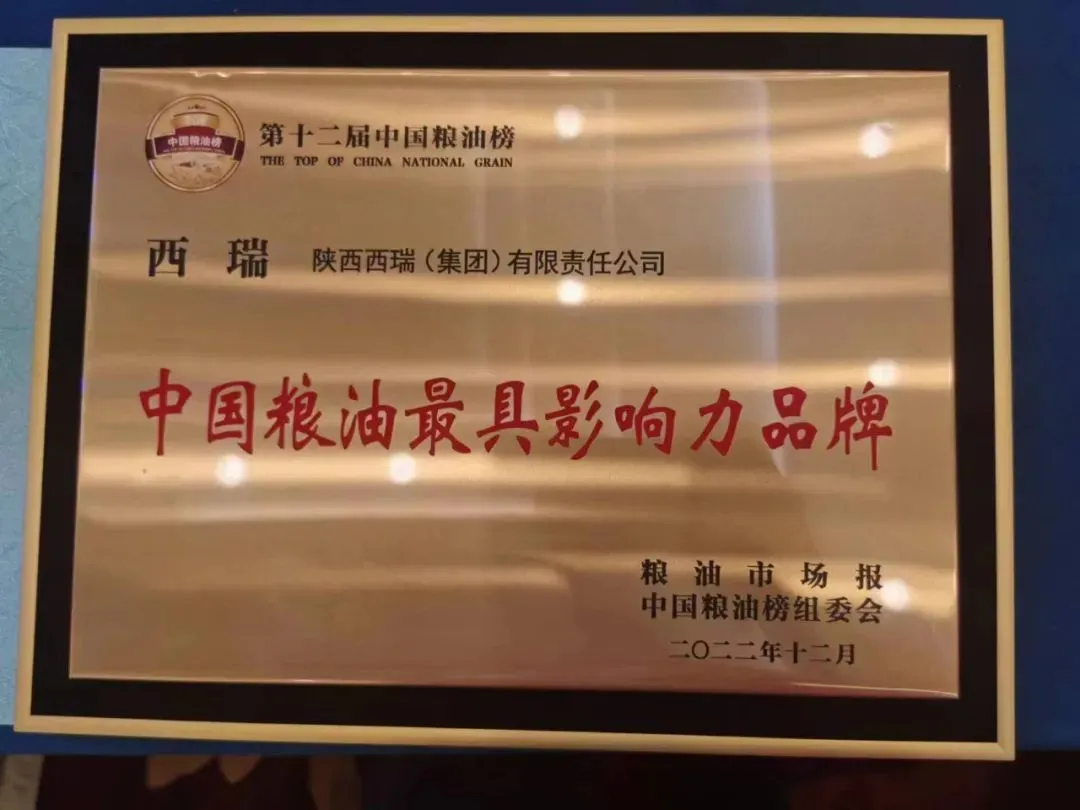 中国粮油榜
第十二届中国粮油榜
THE TOP OF CHINA NATIONAL GRAIN
西瑞 陕西西瑞（集团）有限责任公司
中国粮油最具影响力品牌
粮油市场报
中国粮油榜组委会
二〇二二年十二月